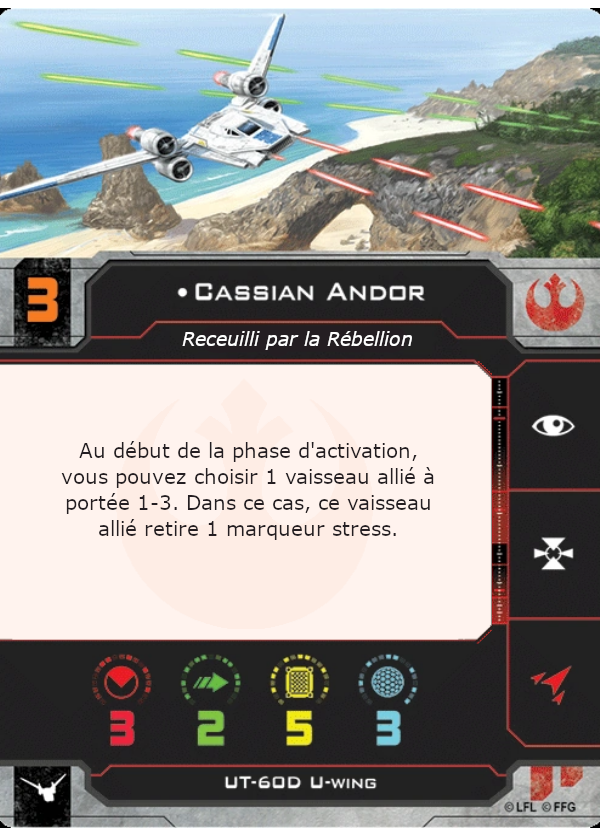 3
• Cassian Andor
Receuilli par la Rébellion
Au début de la phase d'activation,
vous pouvez choisir 1 vaisseau allié à
portée 1-3. Dans ce cas, ce vaisseau
allié retire 1 marqueur stress.
3 2 5 3
UT-60D U-wing
© LFL © FFG